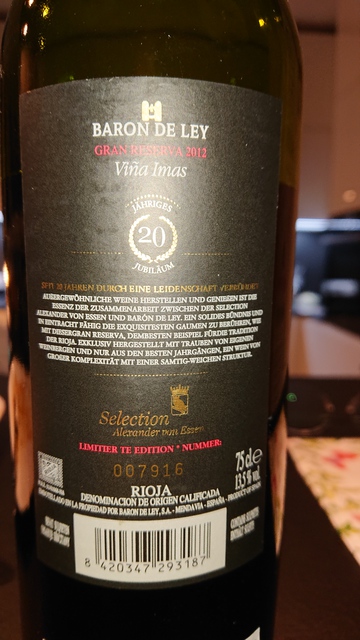 BARON DE LEY
GRAN RESERVA 2012
Viña Imas
JÄHRIGES
20
JUBILÄUM
SEIT 20 JAHREN DURCH EINE LEIDENSCHAFT VERBUNDEN:
AUßERGEWÖHNLICHE WEINE HERSTELLEN UND GENIEßEN IST DIE
ESSENZ DER ZUSAMMENARBEIT ZWISCHEN DER SELECTION
ALEXANDER VON ESSEN UND BARÓN DE LEY. EIN SOLIDES BÜNDNIS UND
IN EINTRACHT FÄHIG DIE EXQUISITESTEN GAUMEN ZU BERÜHREN, WIE
MIT DIESER GRAN RESERVA, DEM BESTEN BEISPIEL FÜR DIE TRADITION
DER RIOJA. EXKLUSIV HERGESTELLT MIT TRAUBEN VON EIGENEN
WEINBERGEN UND NUR AUS DEN BESTEN JAHRGÄNGEN, EIN WEIN VON
GROßER KOMPLEXITÄT MIT EINER SAMTIG-WEICHEN STRUKTUR.
Selection
Alexander von Essen
LIMITIER TE EDITION * NUMMER:
007916
75 cl e
13,5 % vol.
RIOJA
DENOMINACION DE ORIGEN CALIFICADA
EMBOTELLADO EN LA PROPIEDAD POR BARON DE LEY, S.A. - MENDAVIA - ESPAÑA - PRODUCT OF SPAIN
8 420347 293187